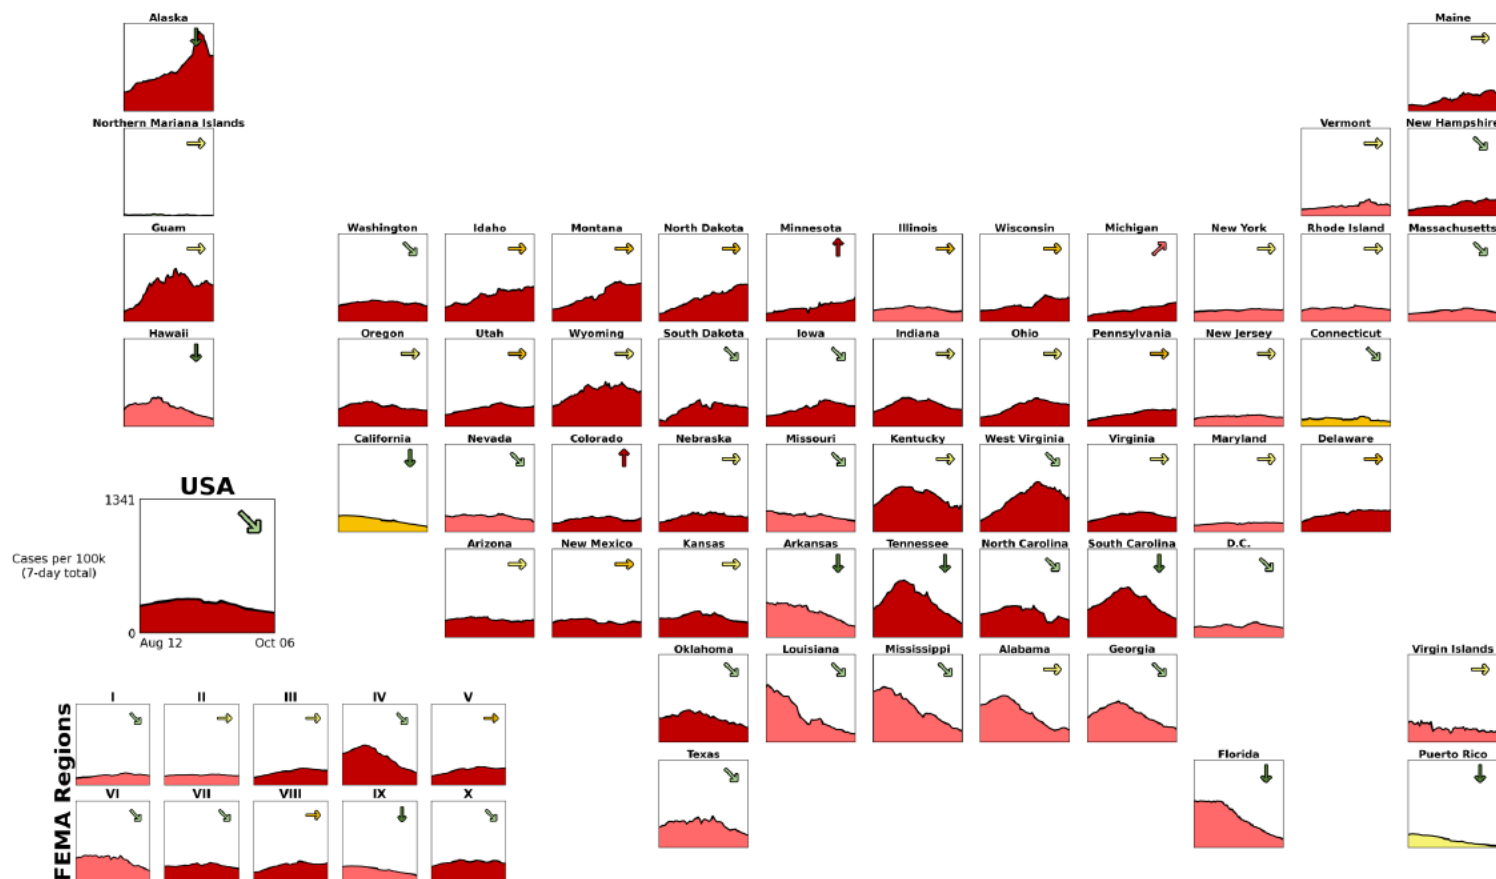 Alaska
Maine
Northern Mariana Islands
Vermont
New Hampshire
Guam
Washington
Idaho
Montana
North Dakota
Minnesota
Illinois
Wisconsin
Michigan
New York
Rhode Island
Massachusetts
Hawaii
Oregon
Utah
Wyoming
South Dakota
Iowa
Indiana
Ohio
Pennsylvania
New Jersey
Connecticut
California
Nevada
Colorado
Nebraska
Missouri
Kentucky
West Virginia
Virginia
Maryland
Delaware
USA
1341
Cases per 100k
(7-day total)
0
Aug 12
Oct 06
Arizona
New Mexico
Kansas
Arkansas
Tennessee
North Carolina
South Carolina
D.C.
Oklahoma
Louisiana
Mississippi
Alabama
Georgia
Virgin Islands
Texas
Florida
Puerto Rico
FEMA Regions
I
II
III
IV
V
VI
VII
VIII
IX
X